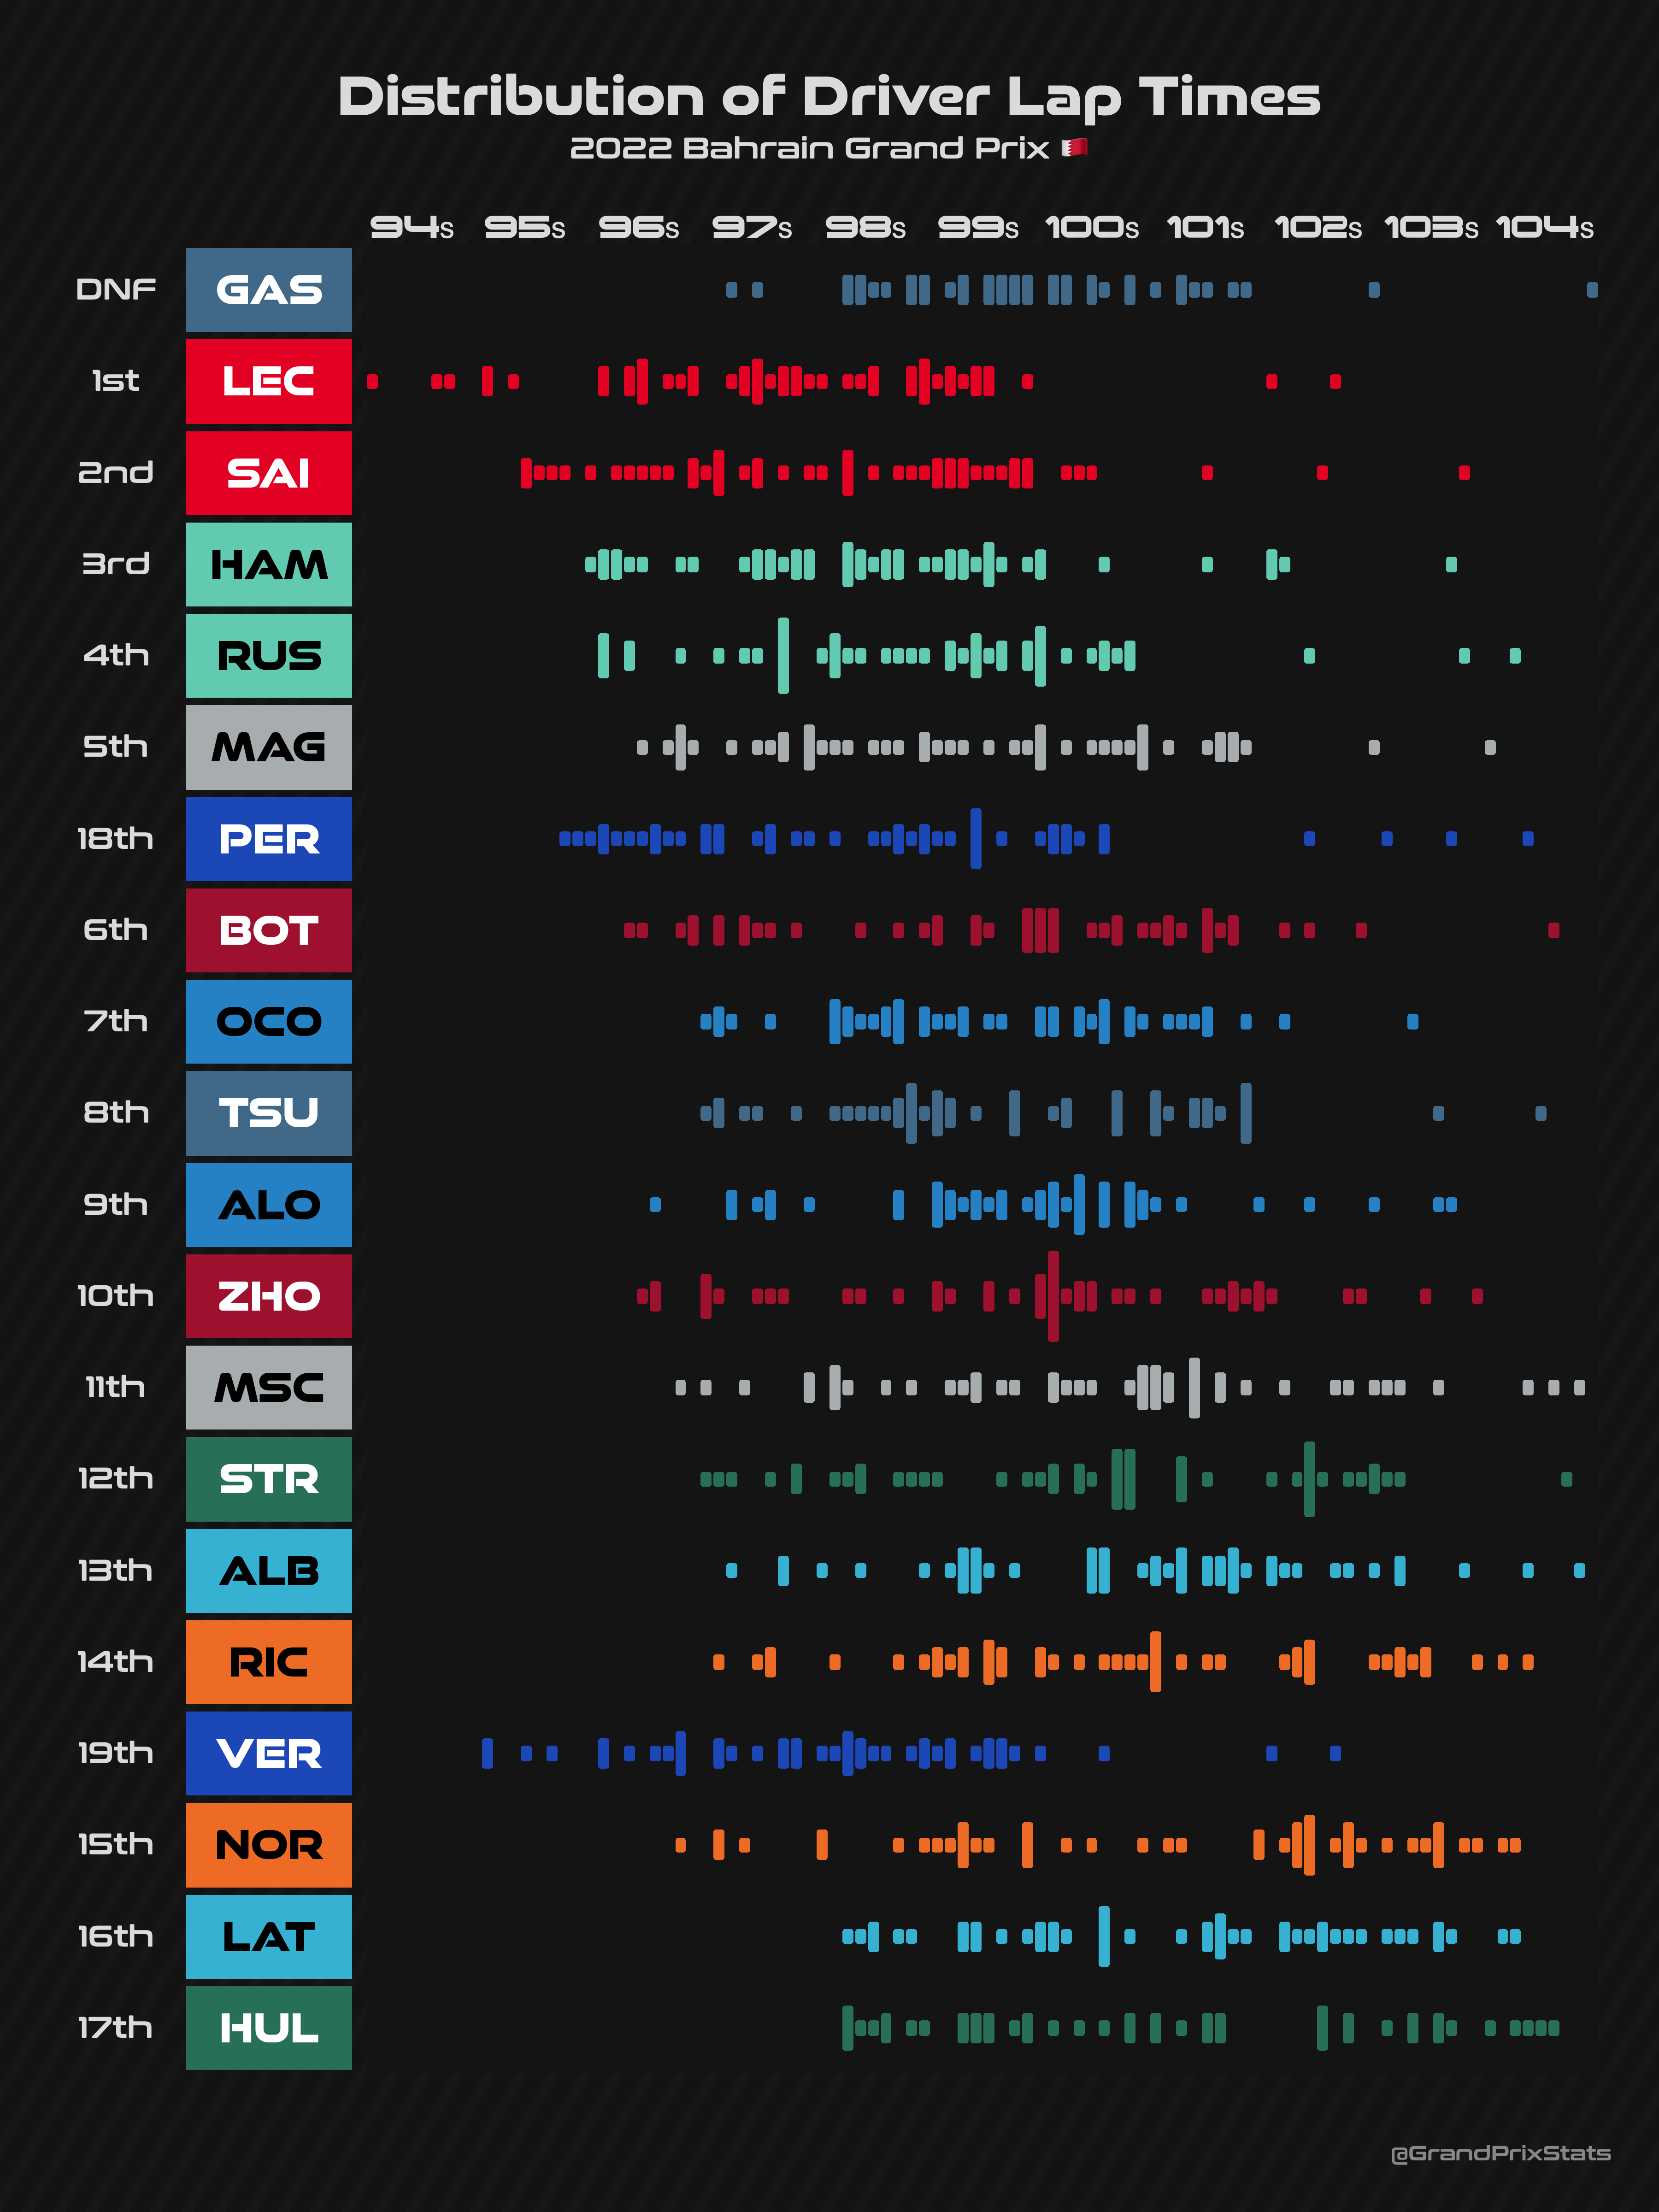 Distribution of Driver Lap Times
2022 Bahrain Grand Prix 🇧🇭
94s 95s 96s 97s 98s 99s 100s 101s 102s 103s 104s
DNF GAS
1st LEC
2nd SAI
3rd HAM
4th RUS
5th MAG
18th PER
6th BOT
7th OCO
8th TSU
9th ALO
10th ZHO
11th MSC
12th STR
13th ALB
14th RIC
19th VER
15th NOR
16th LAT
17th HUL
@GrandPrixStats